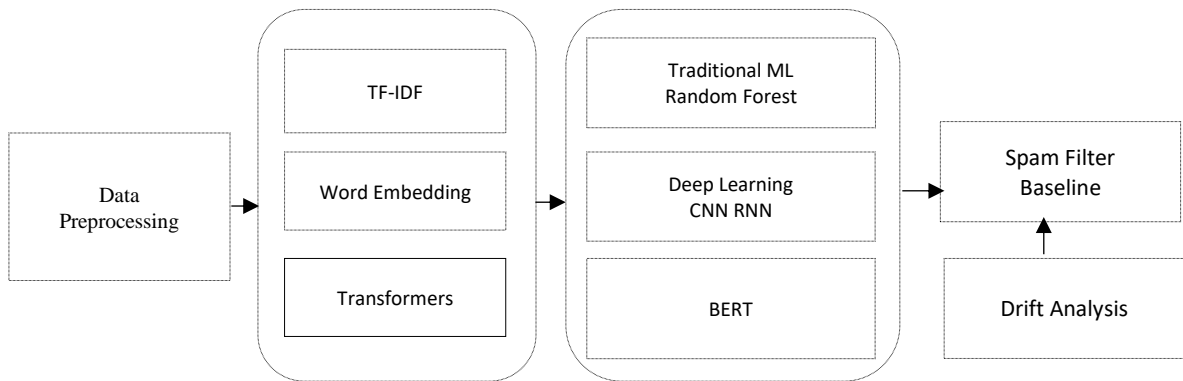 Data
Preprocessing
TF-IDF
Word Embedding
Transformers
Traditional ML
Random Forest
Deep Learning
CNN RNN
BERT
Spam Filter
Baseline
Drift Analysis